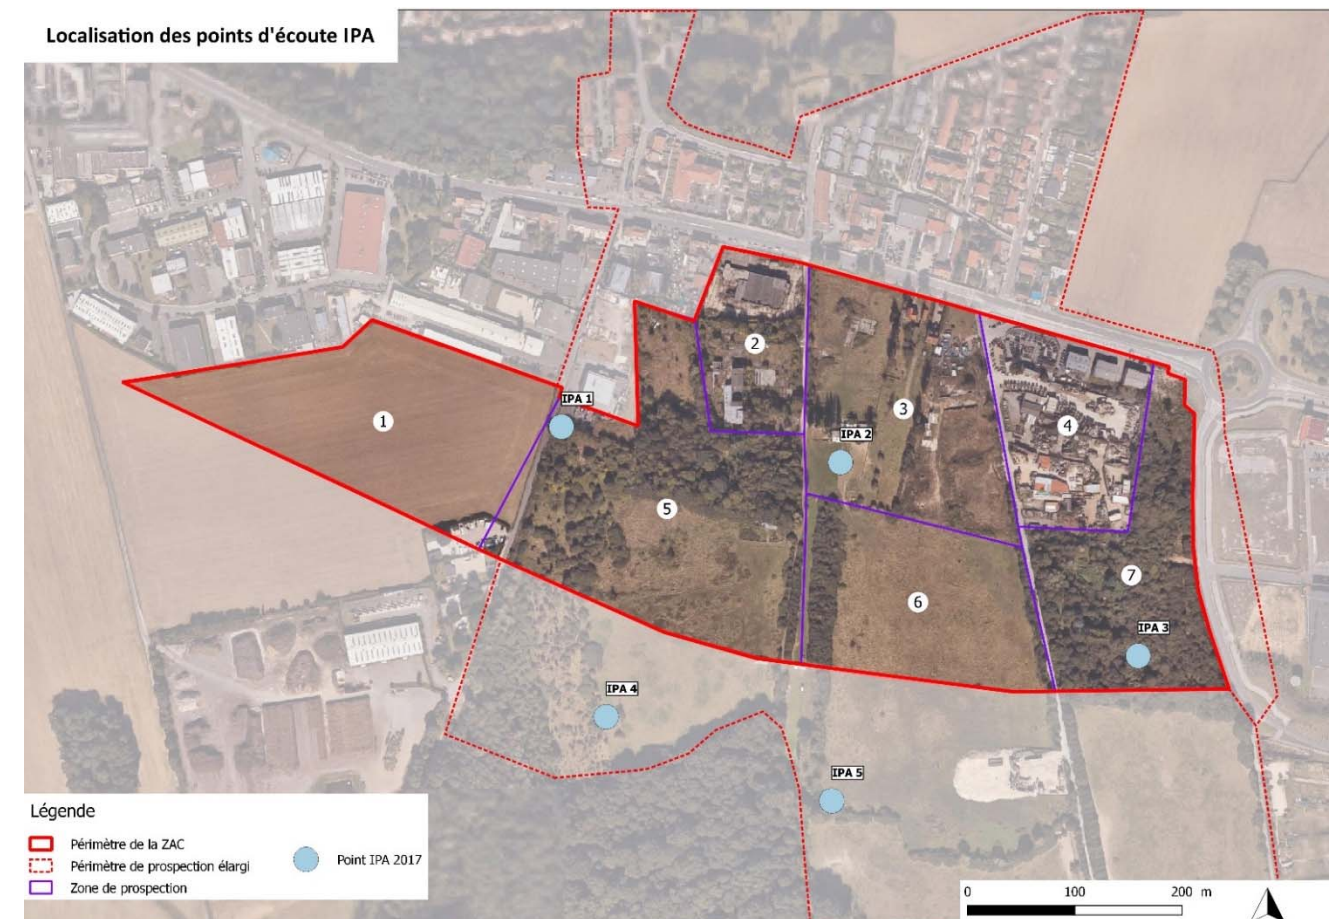 Localisation des points d'écoute IPA
2
IPA 1
1
3
4
IPA 2
5
7
6
IPA 3
IPA 4
IPA 5
Légende
Périmètre de la ZAC
Périmètre de prospection élargi
Zone de prospection
Point IPA 2017
0 100 200 m